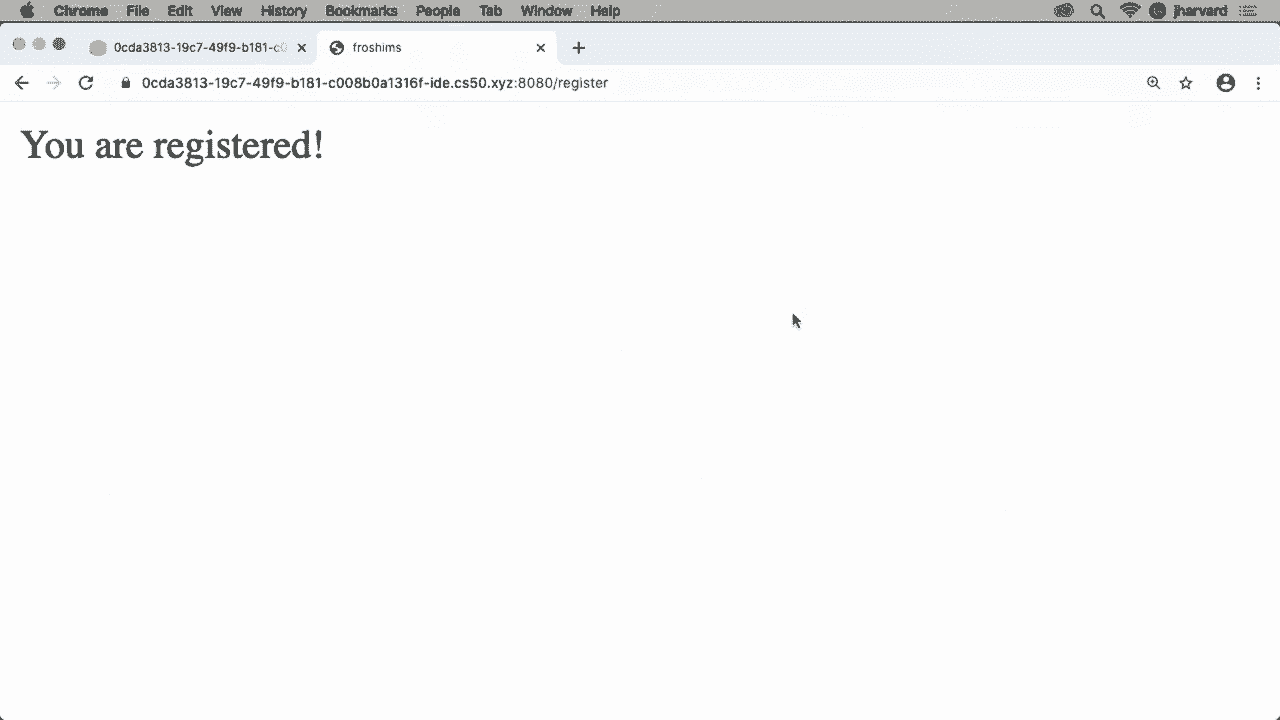 Chrome File Edit View History Bookmarks People Tab Window Help jharvard
0cda3813-19c7-49f9-b181-c0 froshims
0cda3813-19c7-49f9-b181-c008b0a1316f-ide.cs50.xyz:8080/register
You are registered!